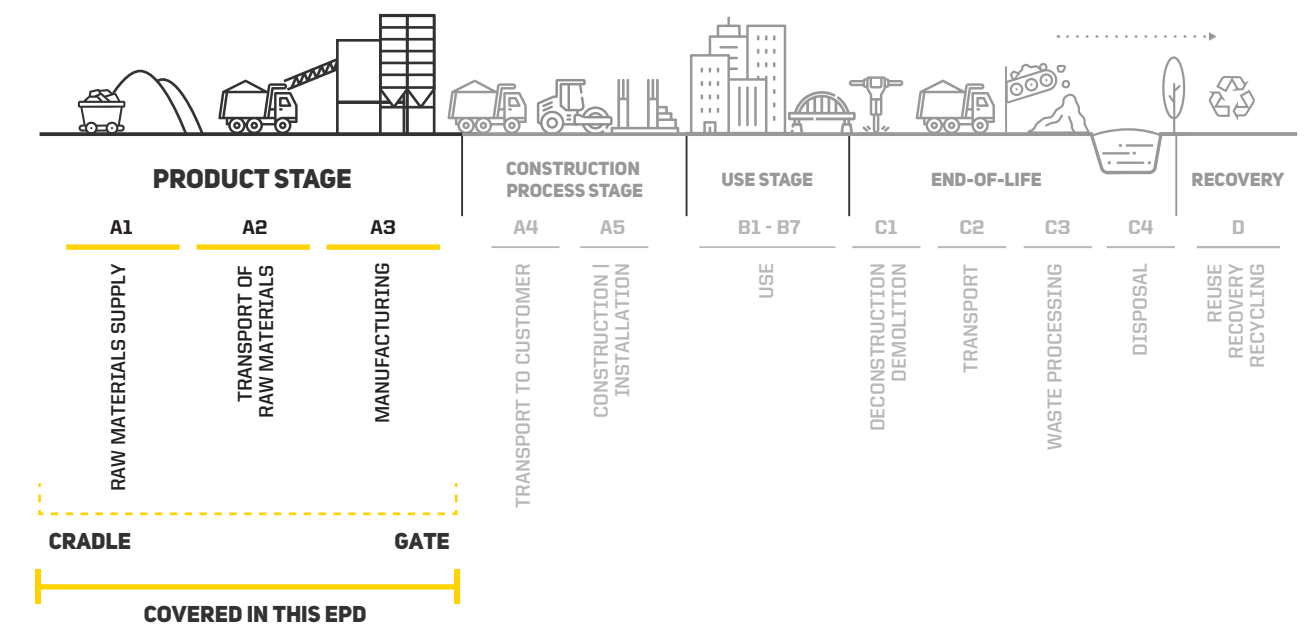 PRODUCT STAGE
CONSTRUCTION
PROCESS STAGE
USE STAGE
END-OF-LIFE
RECOVERY
A1
A2
A3
A4
A5
B1 - B7
C1
C2
C3
C4
D
RAW MATERIALS SUPPLY
TRANSPORT OF
RAW MATERIALS
MANUFACTURING
TRANSPORT TO CUSTOMER
CONSTRUCTION |
INSTALLATION
USE
DECONSTRUCTION
DEMOLITION
TRANSPORT
WASTE PROCESSING
DISPOSAL
REUSE
RECOVERY
RECYCLING
CRADLE
GATE
COVERED IN THIS EPD